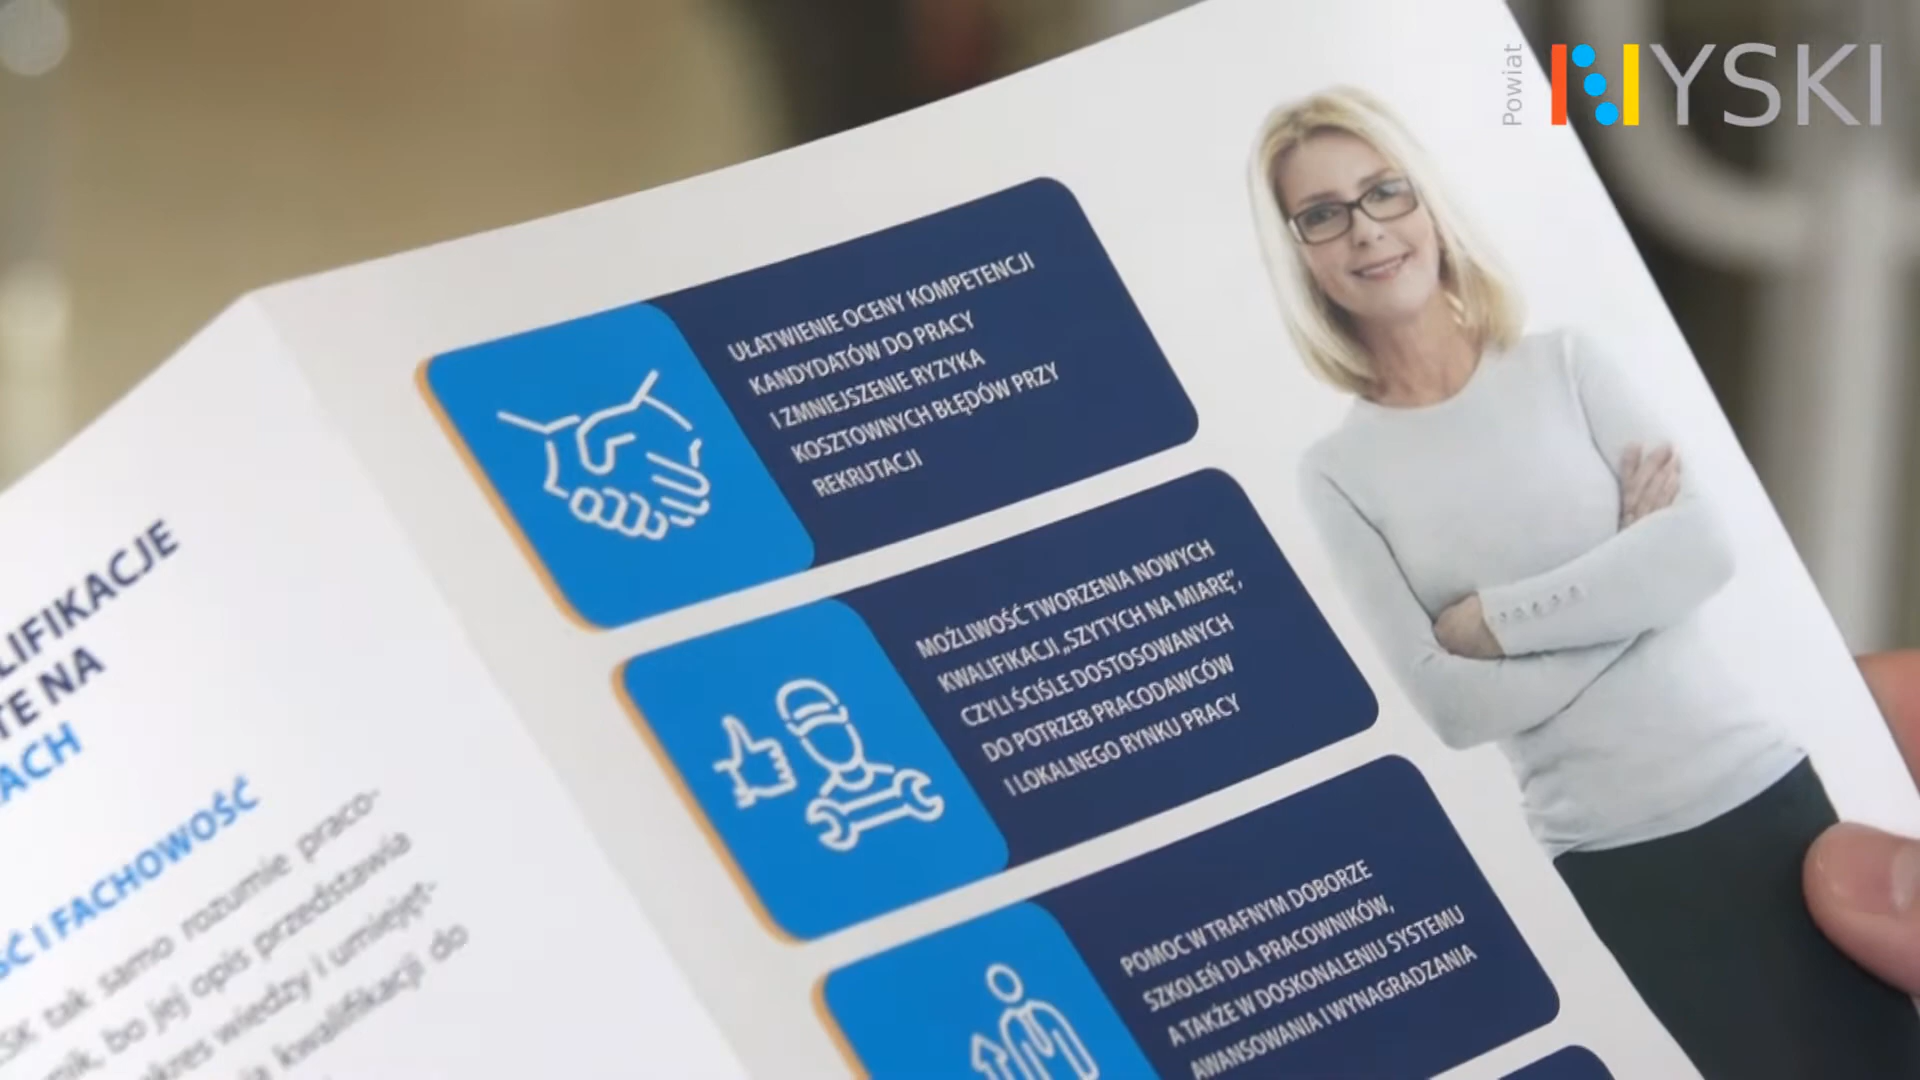 Powiat NYSKI
UŁATWIENIE OCENY KOMPETENCJI
KANDYDATÓW DO PRACY
I ZMNIEJSZENIE RYZYKA
KOSZTOWNYCH BŁĘDÓW PRZY
REKRUTACJI
MOŻLIWOŚĆ TWORZENIA NOWYCH
KWALIFIKACJI „SZYTYCH NA MIARĘ”,
CZYLI ŚCIŚLE DOSTOSOWANYCH
DO POTRZEB PRACODAWCÓW
I LOKALNEGO RYNKU PRACY
POMOC W TRAFNYM DOBORZE
SZKOLEŃ DLA PRACOWNIKÓW,
A TAKŻE W DOSKONALENIU SYSTEMU
AWANSOWANIA I WYNAGRADZANIA
LIFIKACJE
TE NA
ACH
ŚĆ I FACHOWOŚĆ
tak samo rozumie praco-
bo jej opis przedstawia
wiedzy i umiejęt-
kwalifikacji do